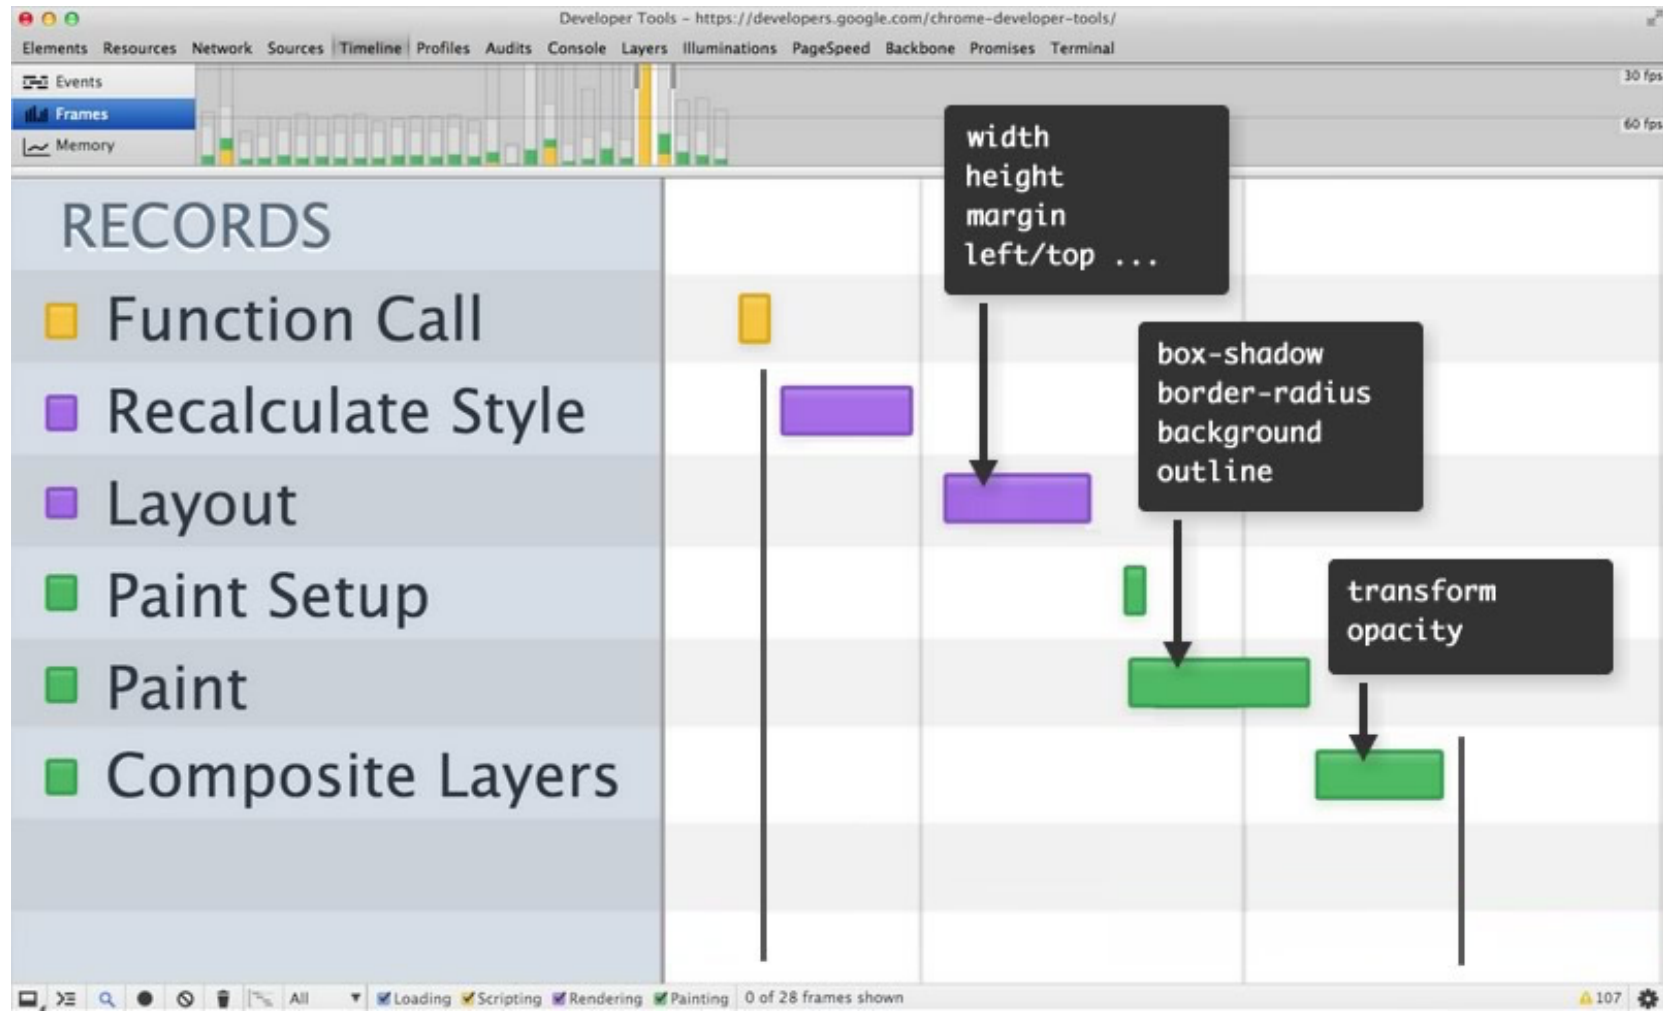 Developer Tools - https://developers.google.com/chrome-developer-tools/
Elements Resources Network Sources Timeline Profiles Audits Console Layers Illuminations PageSpeed Backbone Promises Terminal
Events
Frames
Memory
30 fps
60 fps
RECORDS
Function Call
Recalculate Style
Layout
Paint Setup
Paint
Composite Layers
width
height
margin
left/top ...
box-shadow
border-radius
background
outline
transform
opacity
All Loading Scripting Rendering Painting 0 of 28 frames shown 107